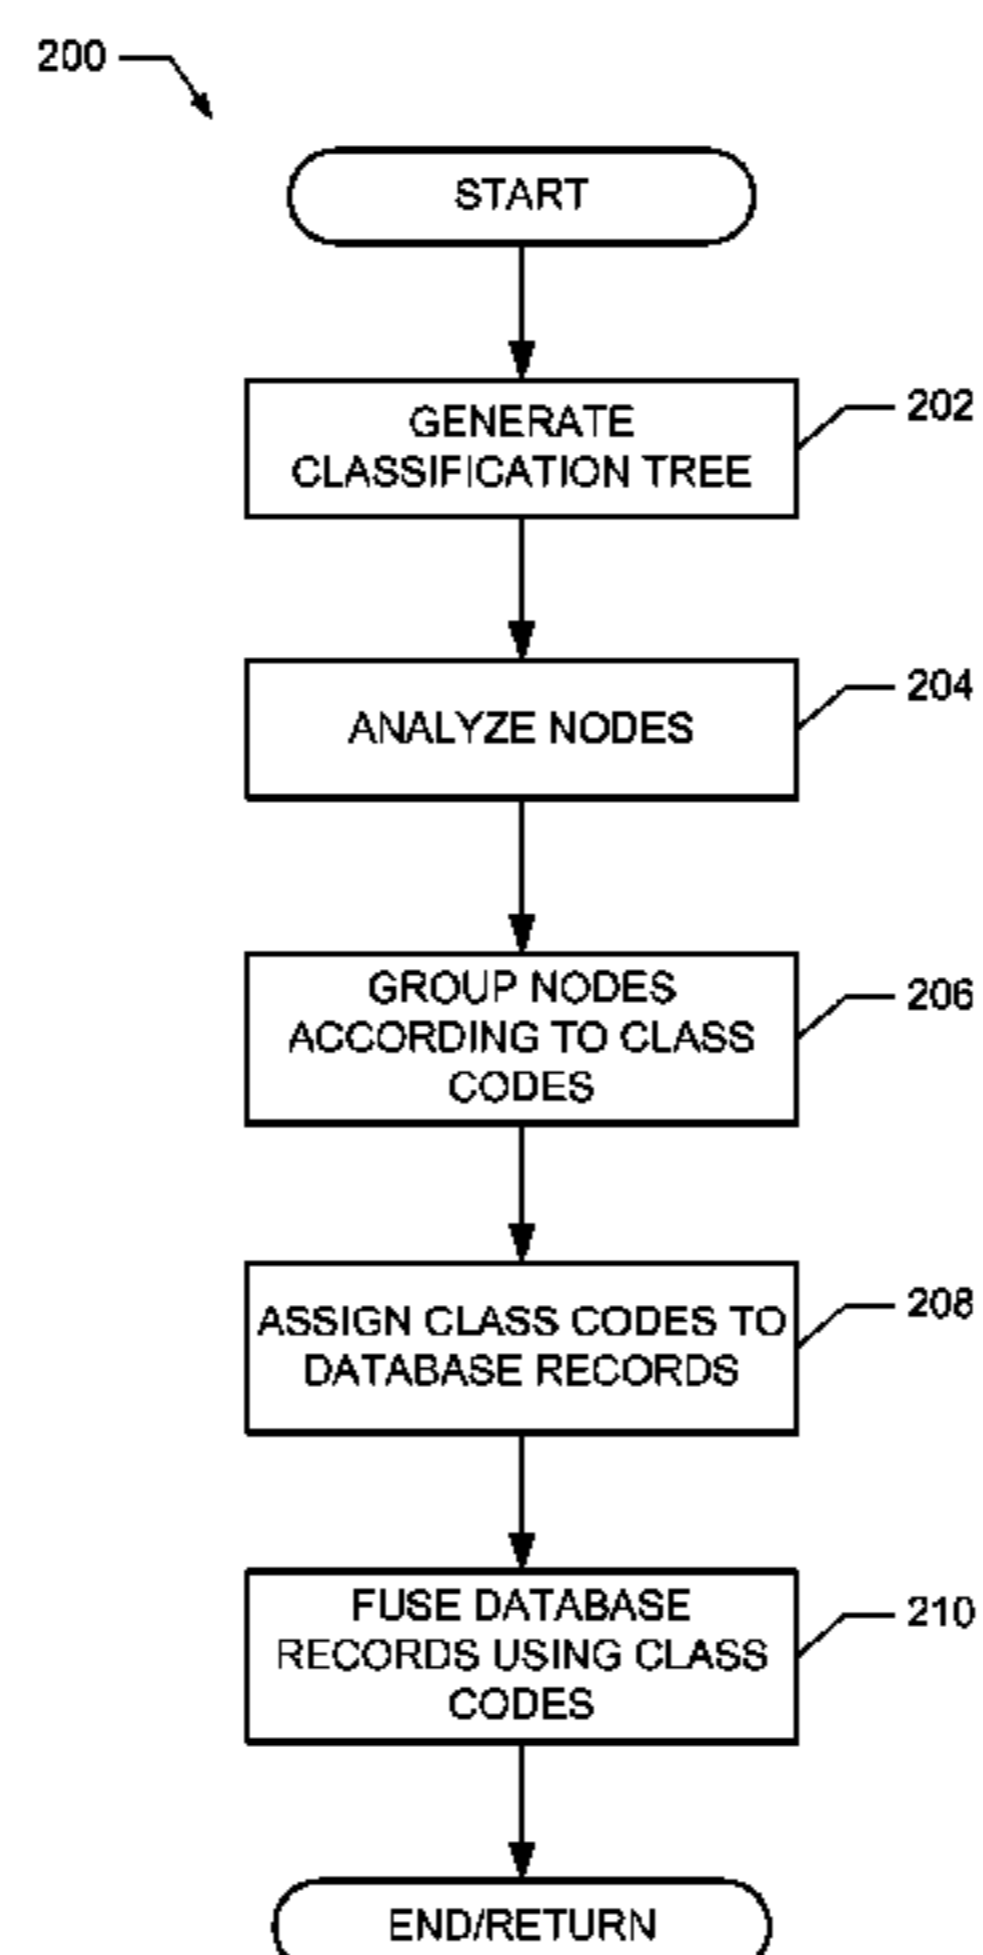 200
START
GENERATE
CLASSIFICATION TREE
202
ANALYZE NODES
204
GROUP NODES
ACCORDING TO CLASS
CODES
206
ASSIGN CLASS CODES TO
DATABASE RECORDS
208
FUSE DATABASE
RECORDS USING CLASS
CODES
210
END/RETURN